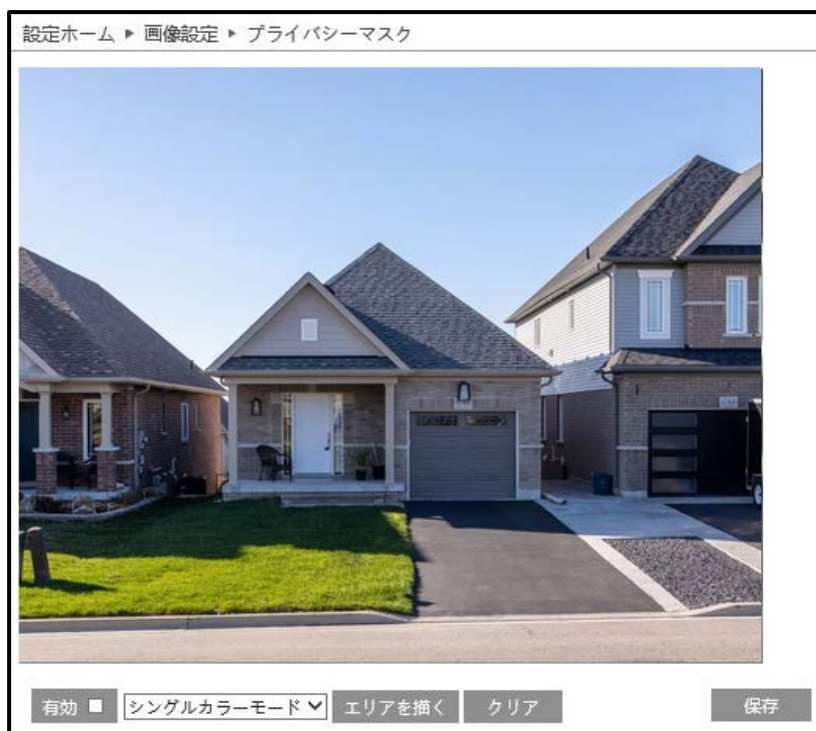 設定ホーム ▶ 画像設定 ▶ プライバシーマスク
有効 シングルカラーモード エリアを描く クリア 保存